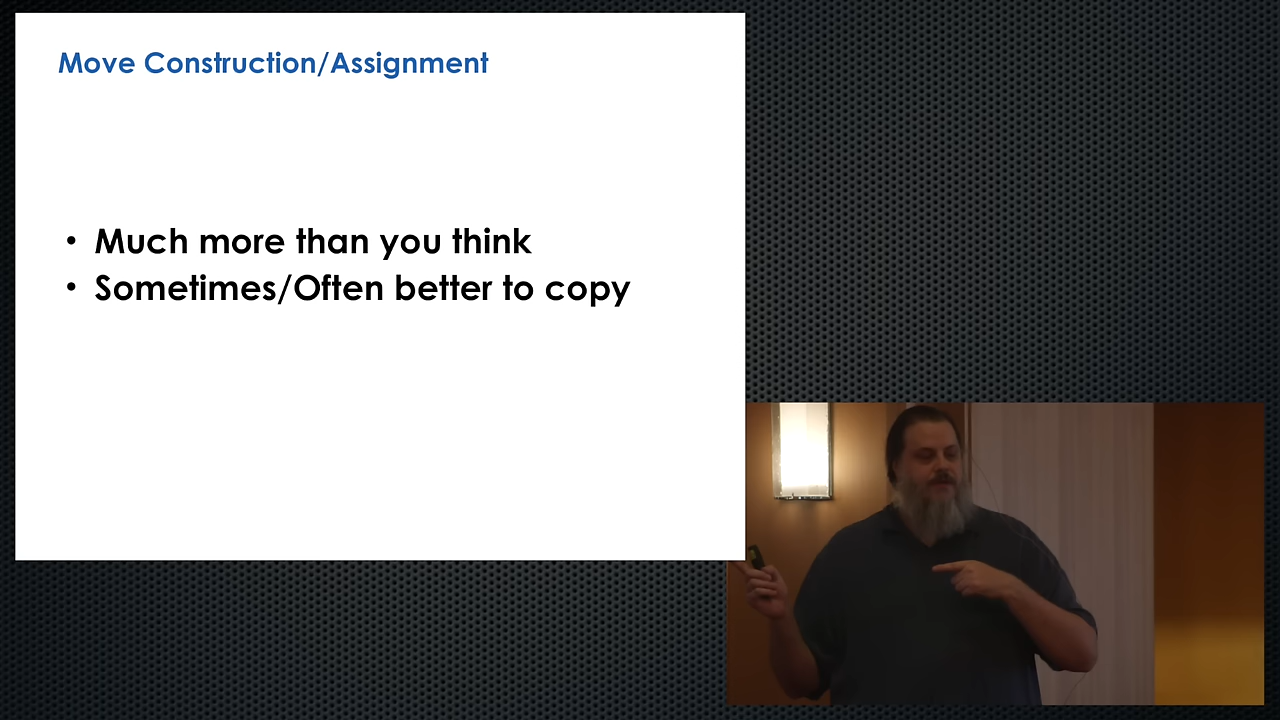 Move Construction/Assignment
• Much more than you think
• Sometimes/Often better to copy